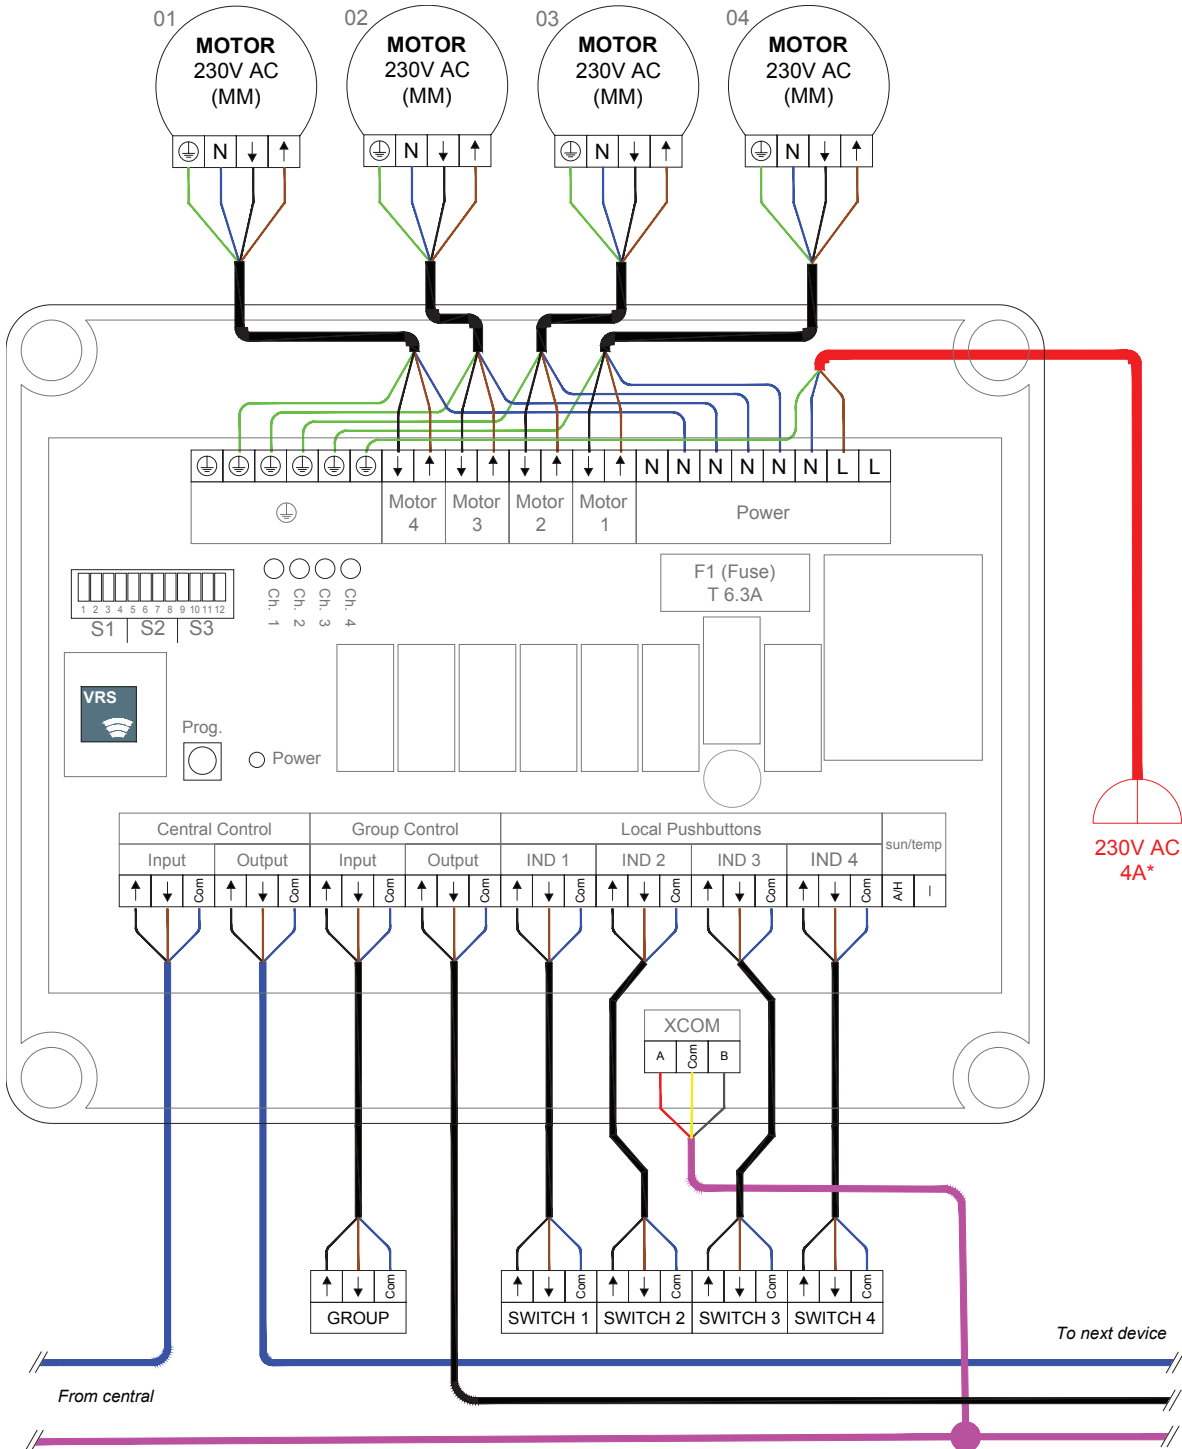 01 02 03 04
MOTOR MOTOR MOTOR MOTOR
230V AC 230V AC 230V AC 230V AC
(MM) (MM) (MM) (MM)
N ↓ ↑ N ↓ ↑ N ↓ ↑ N ↓ ↑
↓ ↑ ↓ ↑ ↓ ↑ ↓ ↑ N N N N N N L L
Motor 4
Motor 3
Motor 2
Motor 1
Power
F1 (Fuse)
T 6.3A
Ch. 1
Ch. 2
Ch. 3
Ch. 4
1 2 3 4 5 6 7 8 9 10 11 12
S1 S2 S3
VRS
Prog.
Power
230V AC
4A*
Central Control Group Control Local Pushbuttons sun/temp
Input Output Input Output IND 1 IND 2 IND 3 IND 4
↑ ↓ Com ↑ ↓ Com ↑ ↓ Com ↑ ↓ Com ↑ ↓ Com ↑ ↓ Com ↑ ↓ Com ↑ ↓ Com A/H –
XCOM
A Com B
↑ ↓ Com ↑ ↓ Com ↑ ↓ Com ↑ ↓ Com ↑ ↓ Com
GROUP SWITCH 1 SWITCH 2 SWITCH 3 SWITCH 4
To next device
From central